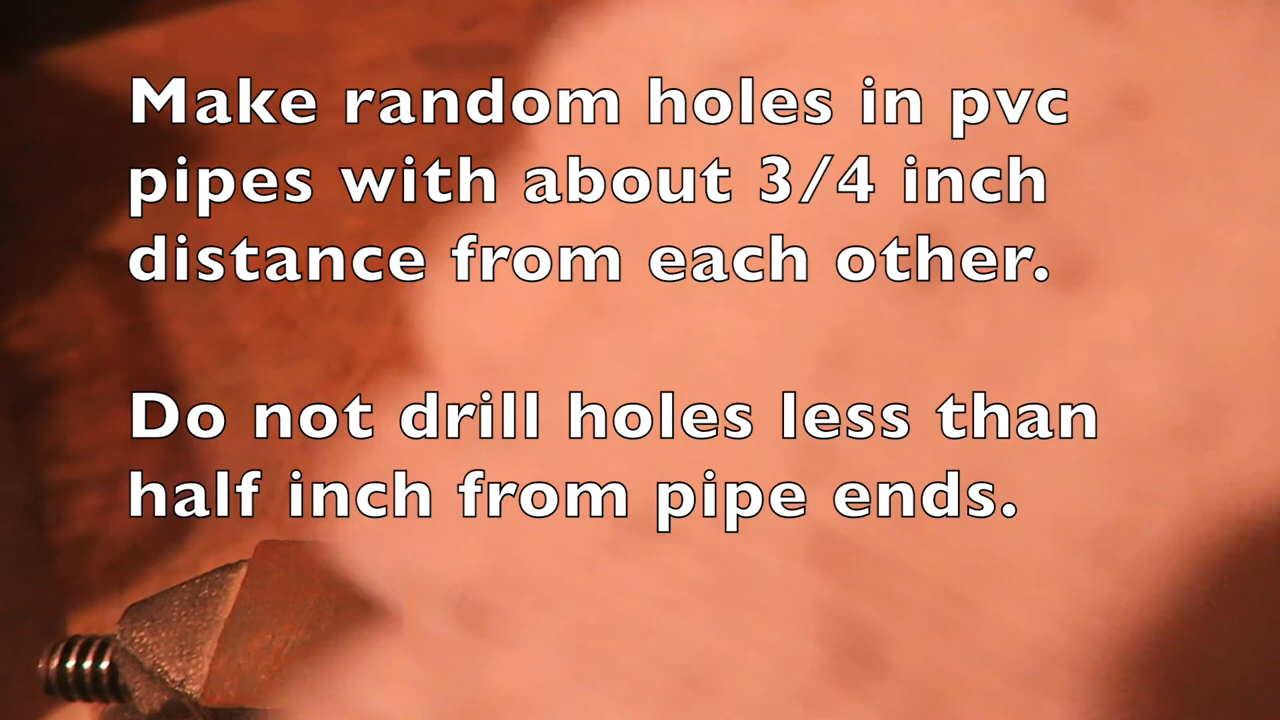 Make random holes in pvc
pipes with about 3/4 inch
distance from each other.
Do not drill holes less than
half inch from pipe ends.